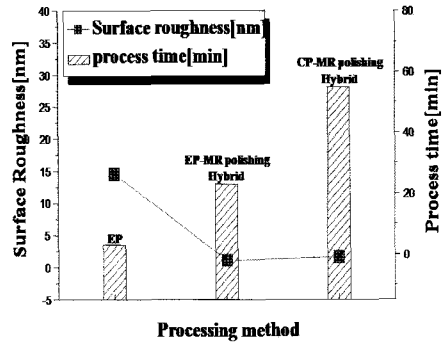 40
35
30
25
20
15
10
5
0
-5
Surface Roughness[nm]
Surface roughness[nm]
process time[min]
EP
EP-MR polishing
Hybrid
CP-MR polishing
Hybrid
80
60
40
20
0
Process time[min]
Processing method